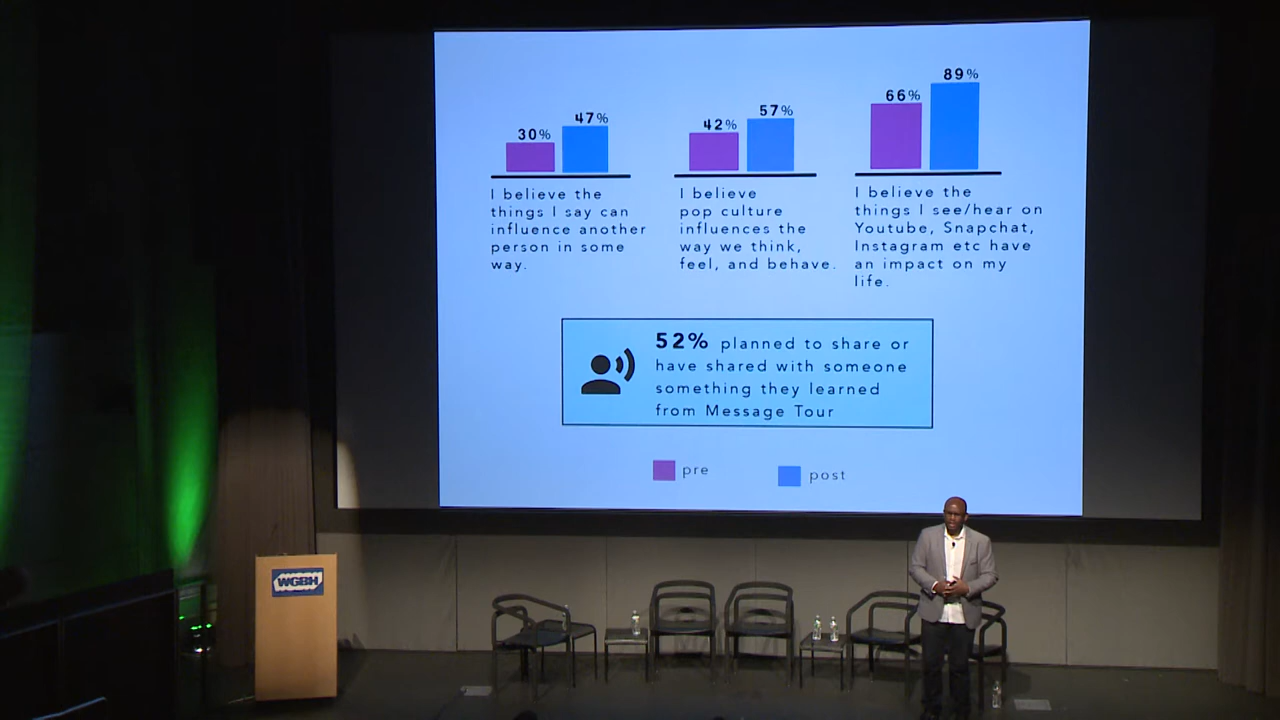 30%
47%
I believe the
things I say can
influence another
person in some
way.
42%
57%
I believe
pop culture
influences the
way we think,
feel, and behave.
66%
89%
I believe the
things I see/hear on
Youtube, Snapchat,
Instagram etc have
an impact on my
life.
52% planned to share or
have shared with someone
something they learned
from Message Tour
pre
post
WGBH